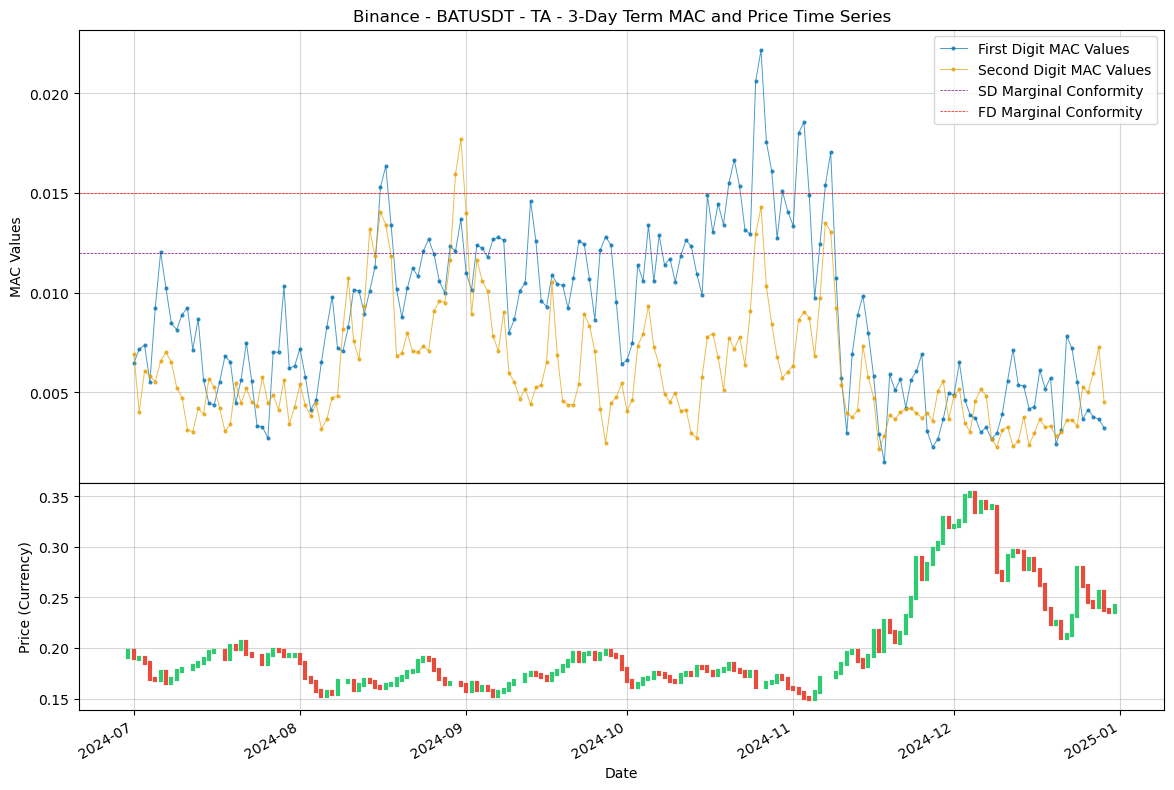 Binance - BATUSDT - TA - 3-Day Term MAC and Price Time Series
First Digit MAC Values
Second Digit MAC Values
SD Marginal Conformity
FD Marginal Conformity
MAC Values
0.020
0.015
0.010
0.005
Price (Currency)
0.35
0.30
0.25
0.20
0.15
2024-07
2024-08
2024-09
2024-10
2024-11
2024-12
2025-01
Date